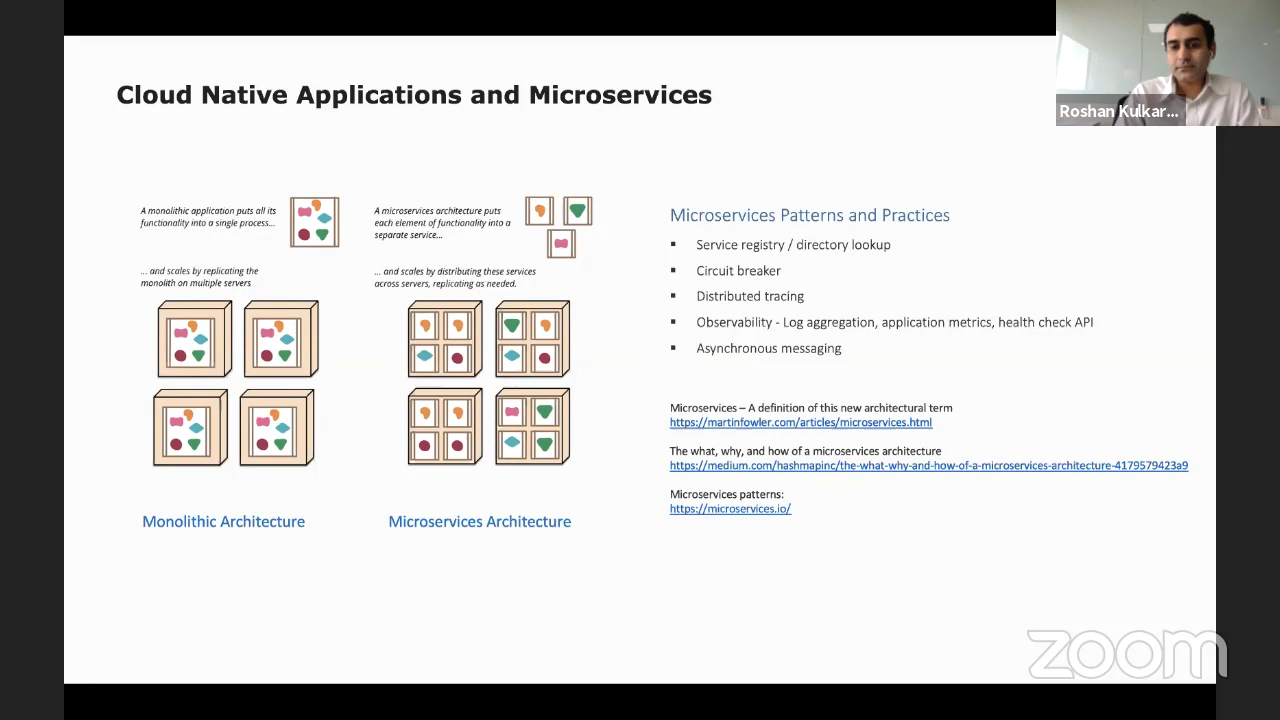 Cloud Native Applications and Microservices
Roshan Kulkar...
A monolithic application puts all its
functionality into a single process...
A microservices architecture puts
each element of functionality into a
separate service...
... and scales by replicating the
monolith on multiple servers
... and scales by distributing these services
across servers, replicating as needed.
Monolithic Architecture
Microservices Architecture
Microservices Patterns and Practices
▪ Service registry / directory lookup
▪ Circuit breaker
▪ Distributed tracing
▪ Observability - Log aggregation, application metrics, health check API
▪ Asynchronous messaging
Microservices – A definition of this new architectural term
https://martinfowler.com/articles/microservices.html
The what, why, and how of a microservices architecture
https://medium.com/hashmapinc/the-what-why-and-how-of-a-microservices-architecture-4179579423a9
Microservices patterns:
https://microservices.io/
zoom